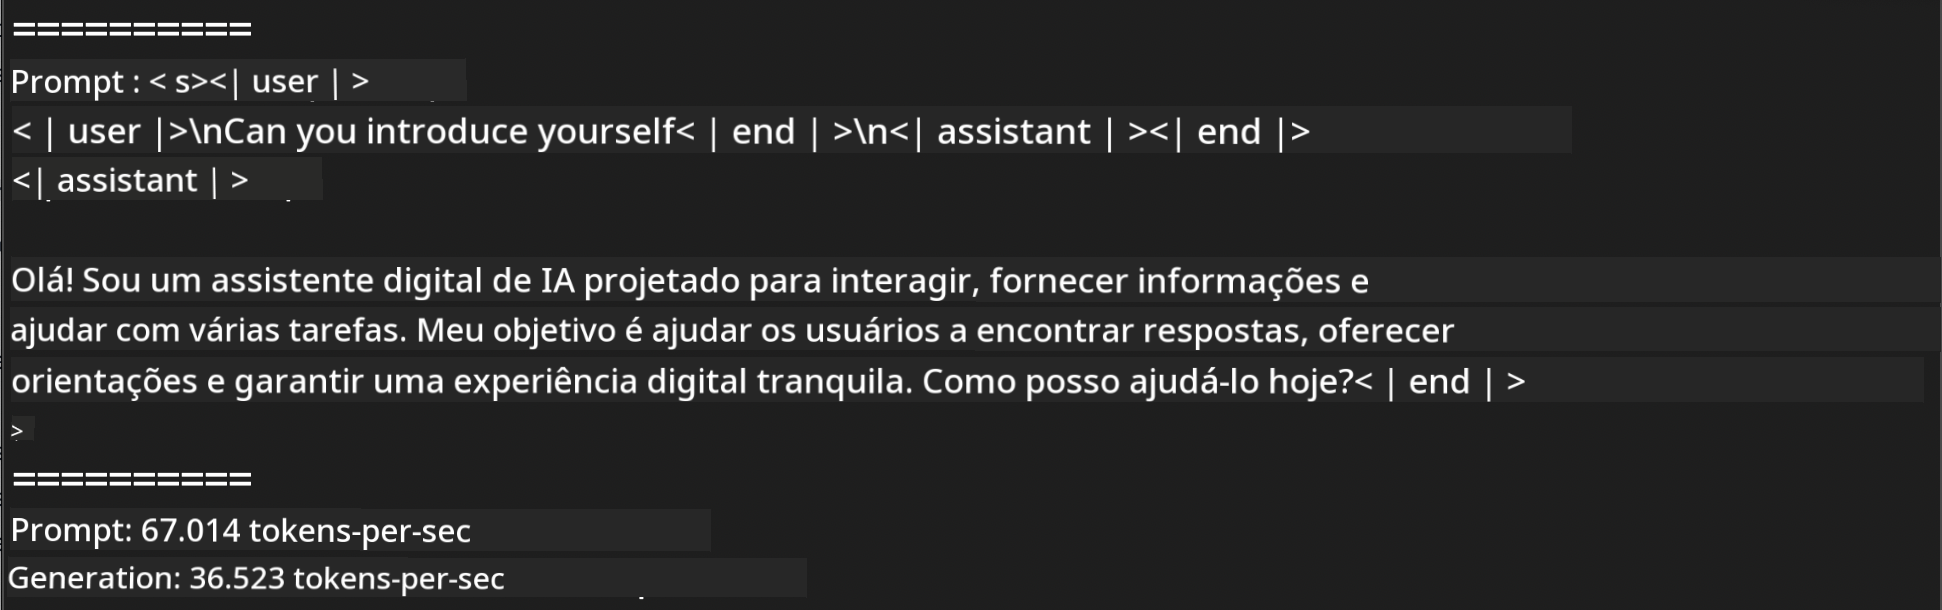 ==========
Prompt : < s><| user | >
< | user |>\nCan you introduce yourself< | end | >\n<| assistant | ><| end |>
<| assistant | >
Olá! Sou um assistente digital de IA projetado para interagir, fornecer informações e
ajudar com várias tarefas. Meu objetivo é ajudar os usuários a encontrar respostas, oferecer
orientações e garantir uma experiência digital tranquila. Como posso ajudá-lo hoje?< | end | >
>
==========
Prompt: 67.014 tokens-per-sec
Generation: 36.523 tokens-per-sec